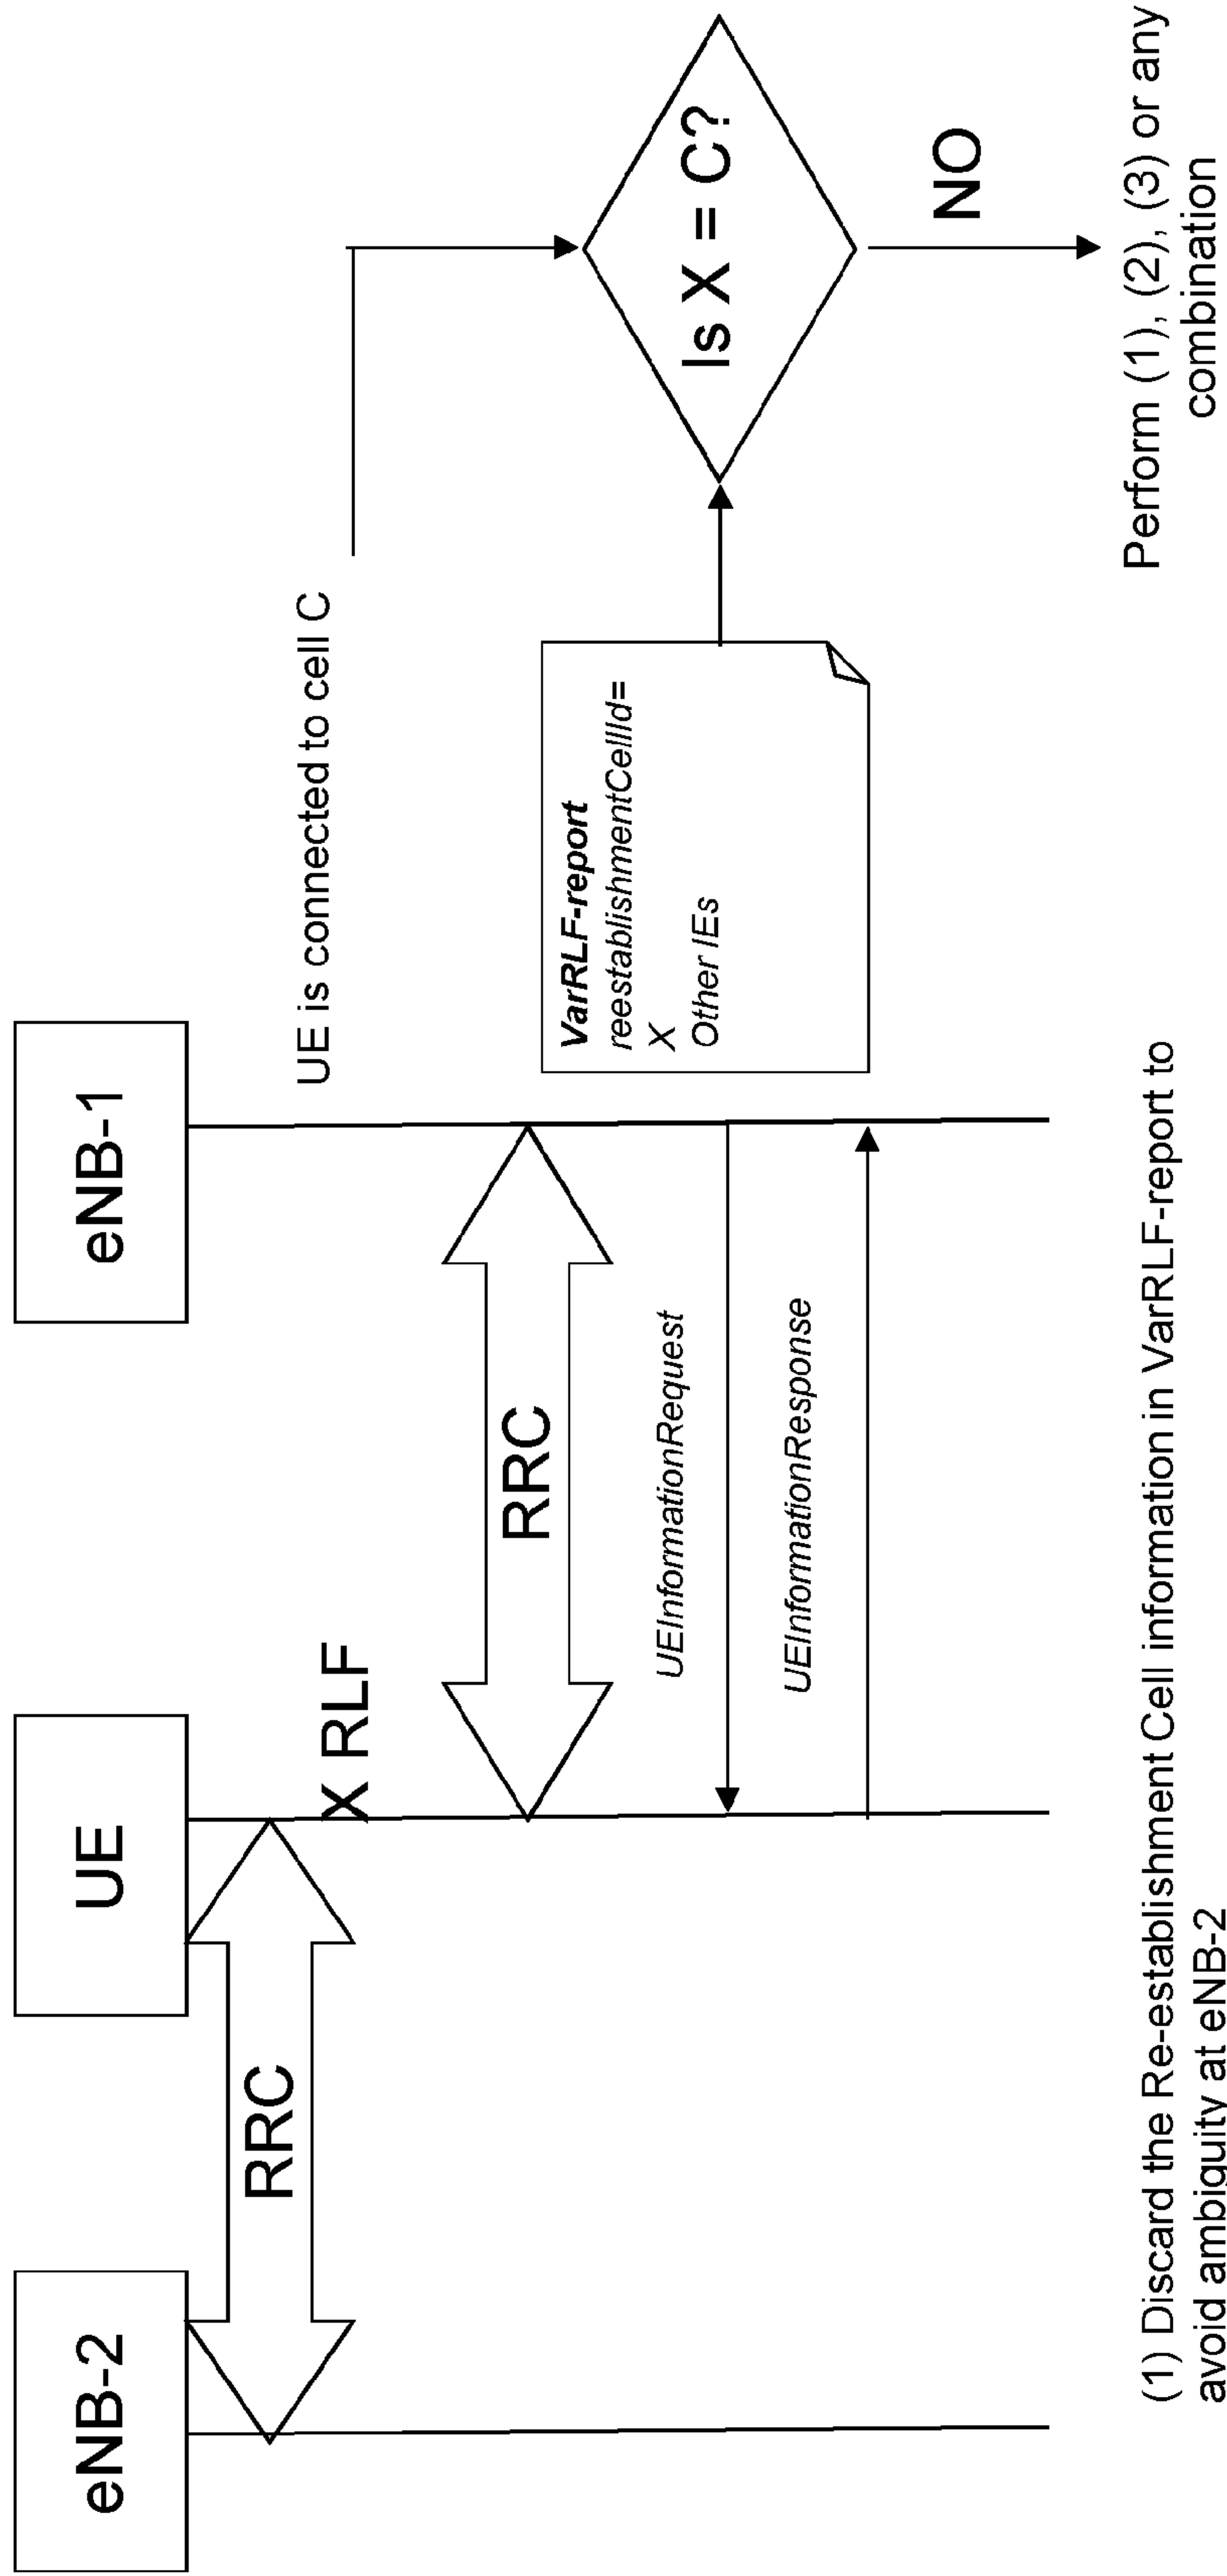 eNB-2
UE
eNB-1
RRC
X RLF
UE is connected to cell C
RRC
UEInformationRequest
UEInformationResponse
VarRLF-report
reestablishmentCellId=
X
Other IEs
Is X = C?
NO
Perform (1), (2), (3) or any
combination
(1) Discard the Re-establishment Cell information in VarRLF-report to
avoid ambiguity at eNB-2